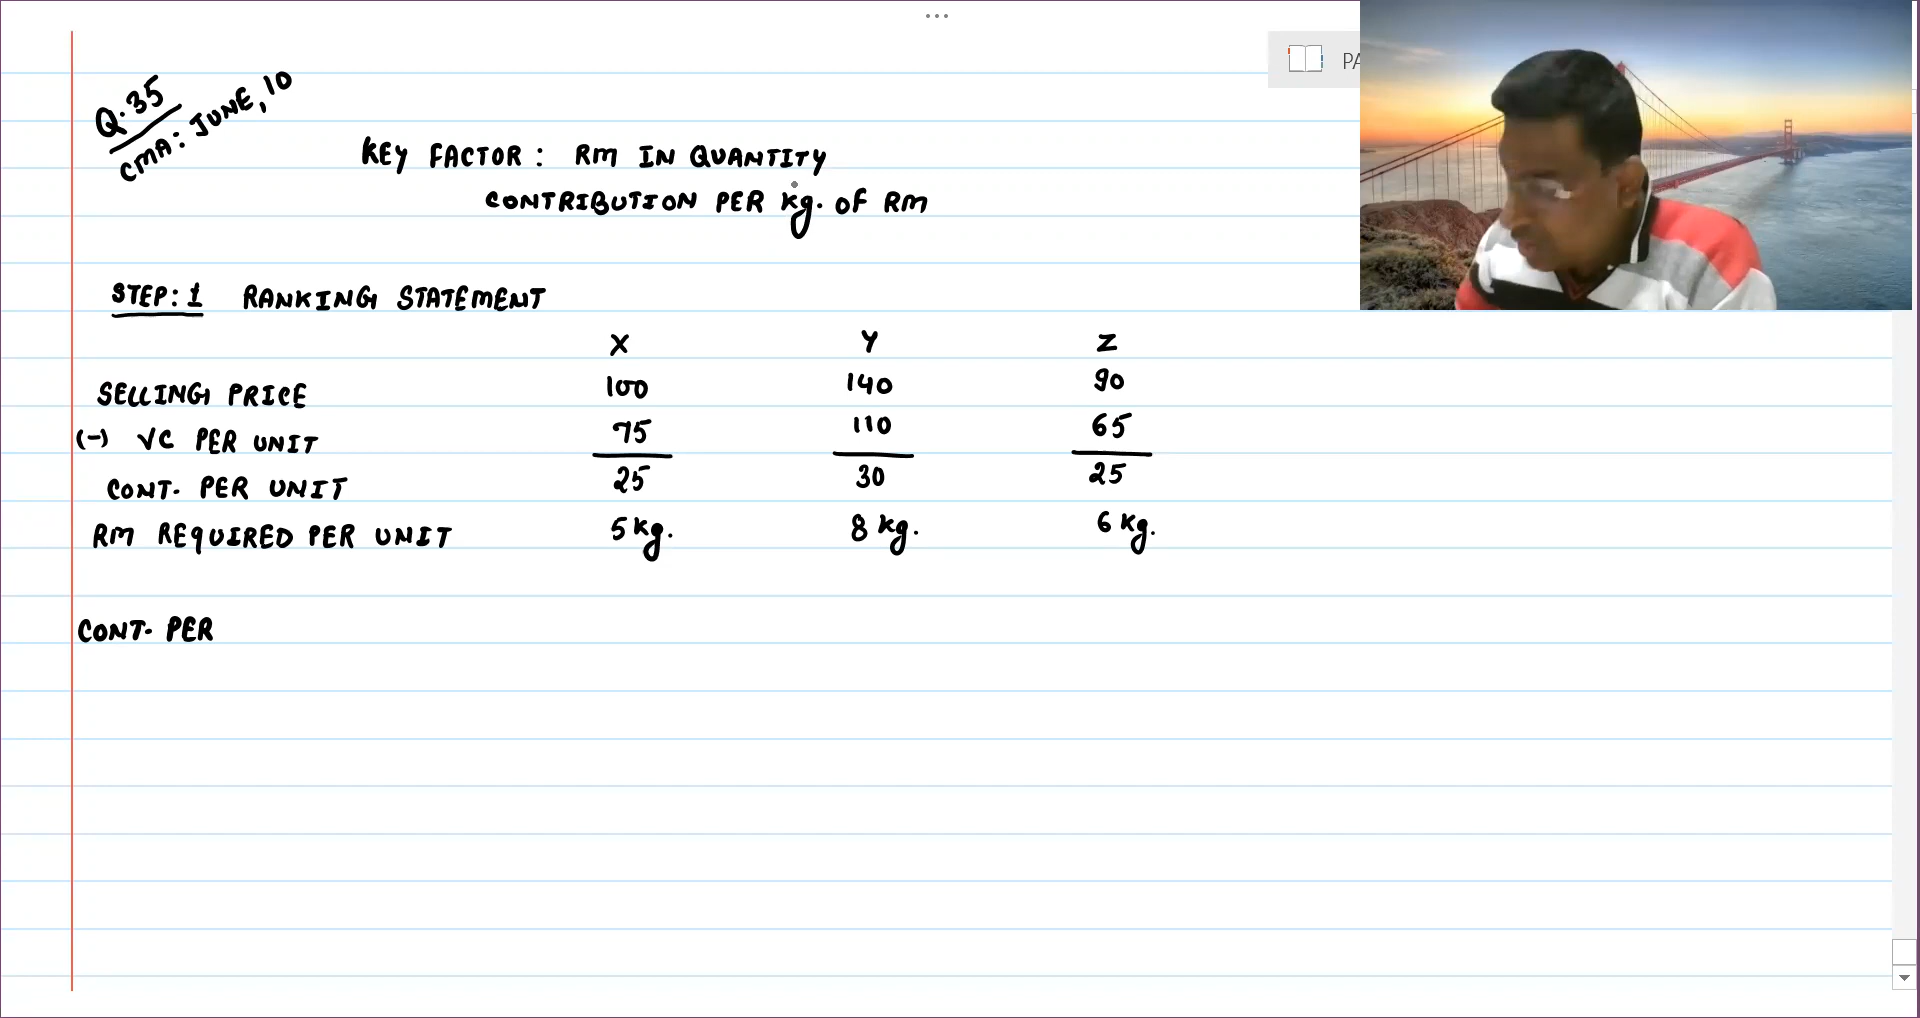 Q.35
CMA: JUNE, 10
PA
KEY FACTOR: RM IN QUANTITY
CONTRIBUTION PER kg. OF RM
STEP: 1 RANKING STATEMENT
X Y Z
SELLING PRICE 100 140 90
(-) VC PER UNIT 75 110 65
CONT. PER UNIT 25 30 25
RM REQUIRED PER UNIT 5 kg. 8 kg. 6 kg.
CONT. PER